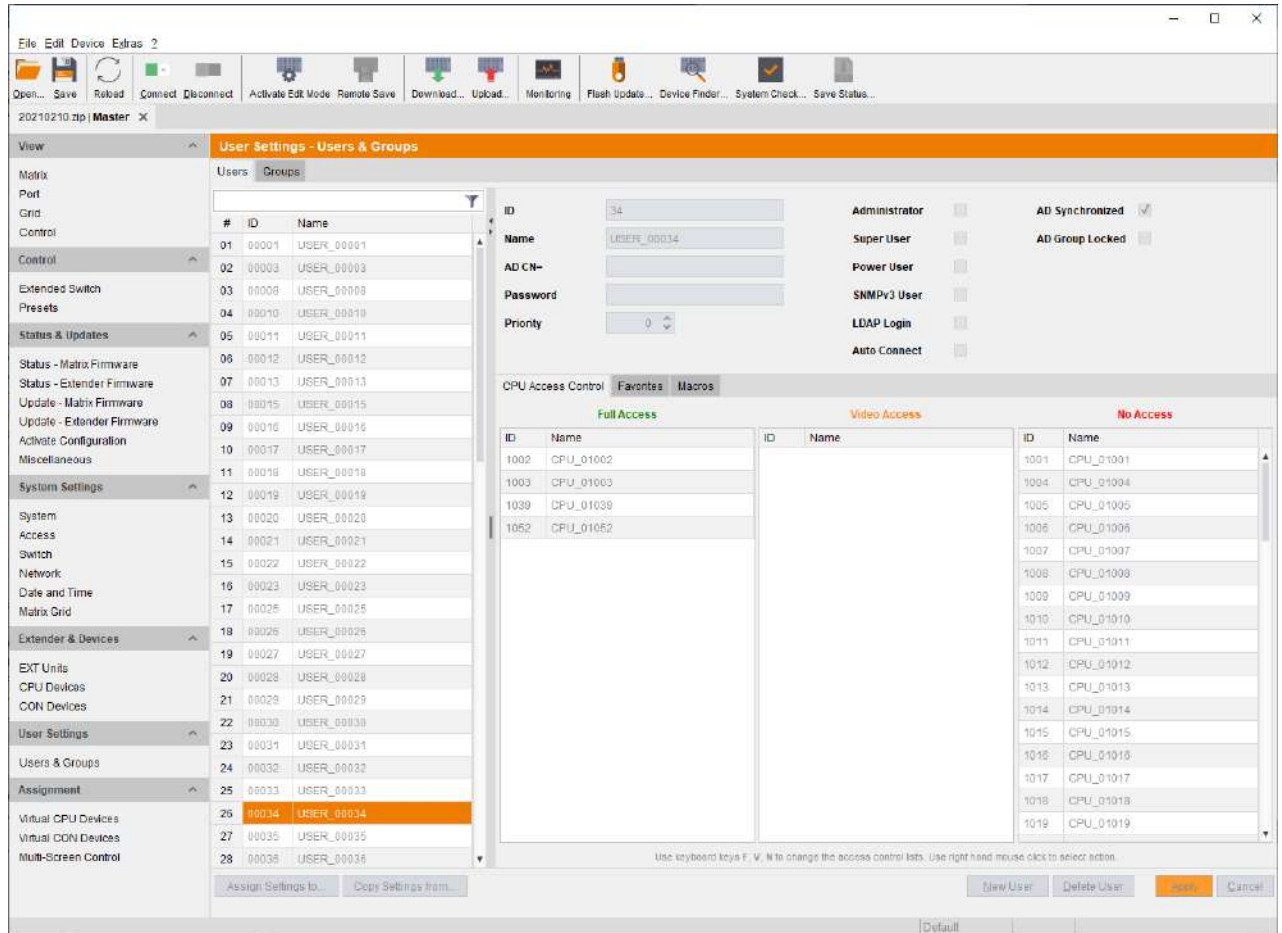 File Edit Device Extras ?
Open... Save Reload Connect Disconnect Activate Edit Mode Remote Save Download... Upload... Monitoring Flash Update... Device Finder... System Check... Save Status...
20210210.zip | Master
View
Matrix
Port
Grid
Control
Control
Extended Switch
Presets
Status & Updates
Status - Matrix Firmware
Status - Extender Firmware
Update - Matrix Firmware
Update - Extender Firmware
Activate Configuration
Miscellaneous
System Settings
System
Access
Switch
Network
Date and Time
Matrix Grid
Extender & Devices
EXT Units
CPU Devices
CON Devices
User Settings
Users & Groups
Assignment
Virtual CPU Devices
Virtual CON Devices
Multi-Screen Control
User Settings - Users & Groups
Users Groups
# ID Name
01 00001 USER_00001
02 00003 USER_00003
03 00008 USER_00008
04 00010 USER_00010
05 00011 USER_00011
06 00012 USER_00012
07 00013 USER_00013
08 00015 USER_00015
09 00016 USER_00016
10 00017 USER_00017
11 00018 USER_00018
12 00019 USER_00019
13 00020 USER_00020
14 00021 USER_00021
15 00022 USER_00022
16 00023 USER_00023
17 00025 USER_00025
18 00026 USER_00026
19 00027 USER_00027
20 00028 USER_00028
21 00029 USER_00029
22 00030 USER_00030
23 00031 USER_00031
24 00032 USER_00032
25 00033 USER_00033
26 00034 USER_00034
27 00035 USER_00035
28 00036 USER_00036
Assign Settings to... Copy Settings from...
ID 34
Name USER_00034
AD CN=
Password
Priority 0
Administrator
Super User
Power User
SNMPv3 User
LDAP Login
Auto Connect
AD Synchronized
AD Group Locked
CPU Access Control Favorites Macros
Full Access
ID Name
1002 CPU_01002
1003 CPU_01003
1039 CPU_01039
1052 CPU_01052
Video Access
ID Name
No Access
ID Name
1001 CPU_01001
1004 CPU_01004
1005 CPU_01005
1006 CPU_01006
1007 CPU_01007
1008 CPU_01008
1009 CPU_01009
1010 CPU_01010
1011 CPU_01011
1012 CPU_01012
1013 CPU_01013
1014 CPU_01014
1015 CPU_01015
1016 CPU_01016
1017 CPU_01017
1018 CPU_01018
1019 CPU_01019
Use keyboard keys F, V, N to change the access control lists. Use right hand mouse click to select action.
New User Delete User Apply Cancel
Default